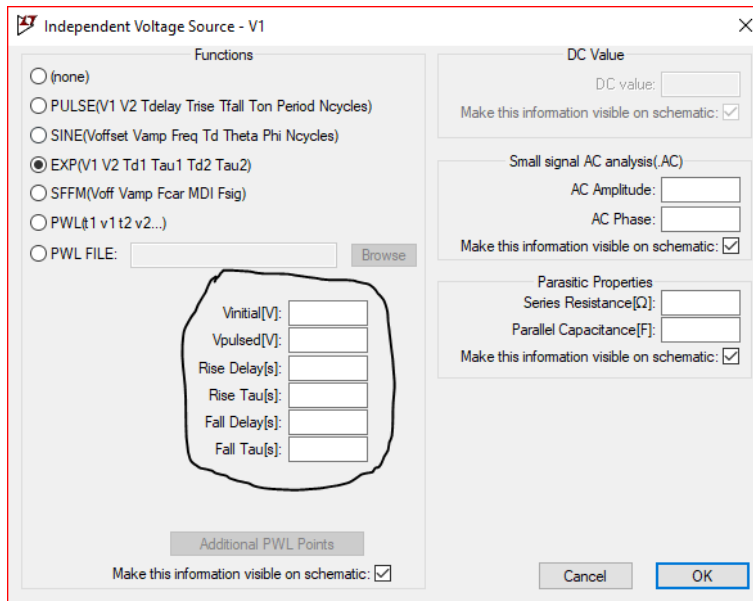 Independent Voltage Source - V1
Functions
(none)
PULSE(V1 V2 Tdelay Trise Tfall Ton Period Ncycles)
SINE(Voffset Vamp Freq Td Theta Phi Ncycles)
EXP(V1 V2 Td1 Tau1 Td2 Tau2)
SFFM(Voff Vamp Fcar MDI Fsig)
PWL(t1 v1 t2 v2...)
PWL FILE:
Browse
Vinitial[V]:
Vpulsed[V]:
Rise Delay[s]:
Rise Tau[s]:
Fall Delay[s]:
Fall Tau[s]:
Additional PWL Points
Make this information visible on schematic:
DC Value
DC value:
Make this information visible on schematic:
Small signal AC analysis(.AC)
AC Amplitude:
AC Phase:
Make this information visible on schematic:
Parasitic Properties
Series Resistance[Ω]:
Parallel Capacitance[F]:
Make this information visible on schematic:
Cancel
OK